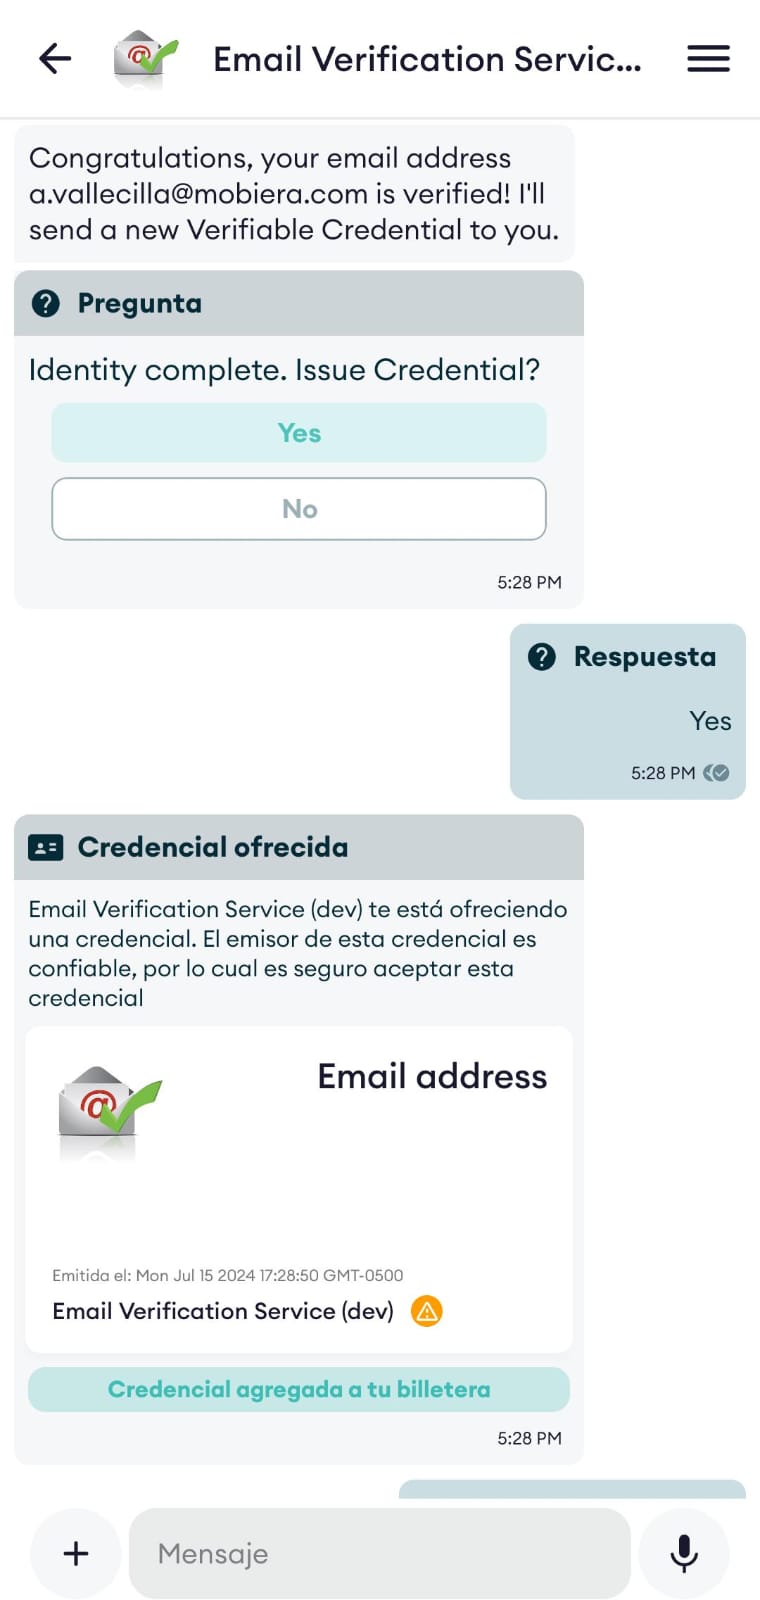 Email Verification Servic...
Congratulations, your email address
a.vallecilla@mobiera.com is verified! I'll
send a new Verifiable Credential to you.
Pregunta
Identity complete. Issue Credential?
Yes
No
5:28 PM
Respuesta
Yes
5:28 PM
Credencial ofrecida
Email Verification Service (dev) te está ofreciendo
una credencial. El emisor de esta credencial es
confiable, por lo cual es seguro aceptar esta
credencial
@
Email address
Emitida el: Mon Jul 15 2024 17:28:50 GMT-0500
Email Verification Service (dev)
Credencial agregada a tu billetera
5:28 PM
Mensaje